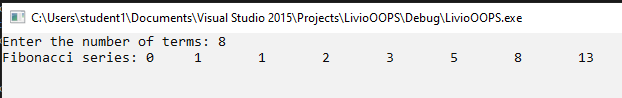 C:\Users\student1\Documents\Visual Studio 2015\Projects\LivioOOPS\Debug\LivioOOPS.exe
Enter the number of terms: 8
Fibonacci series: 0 1 1 2 3 5 8 13